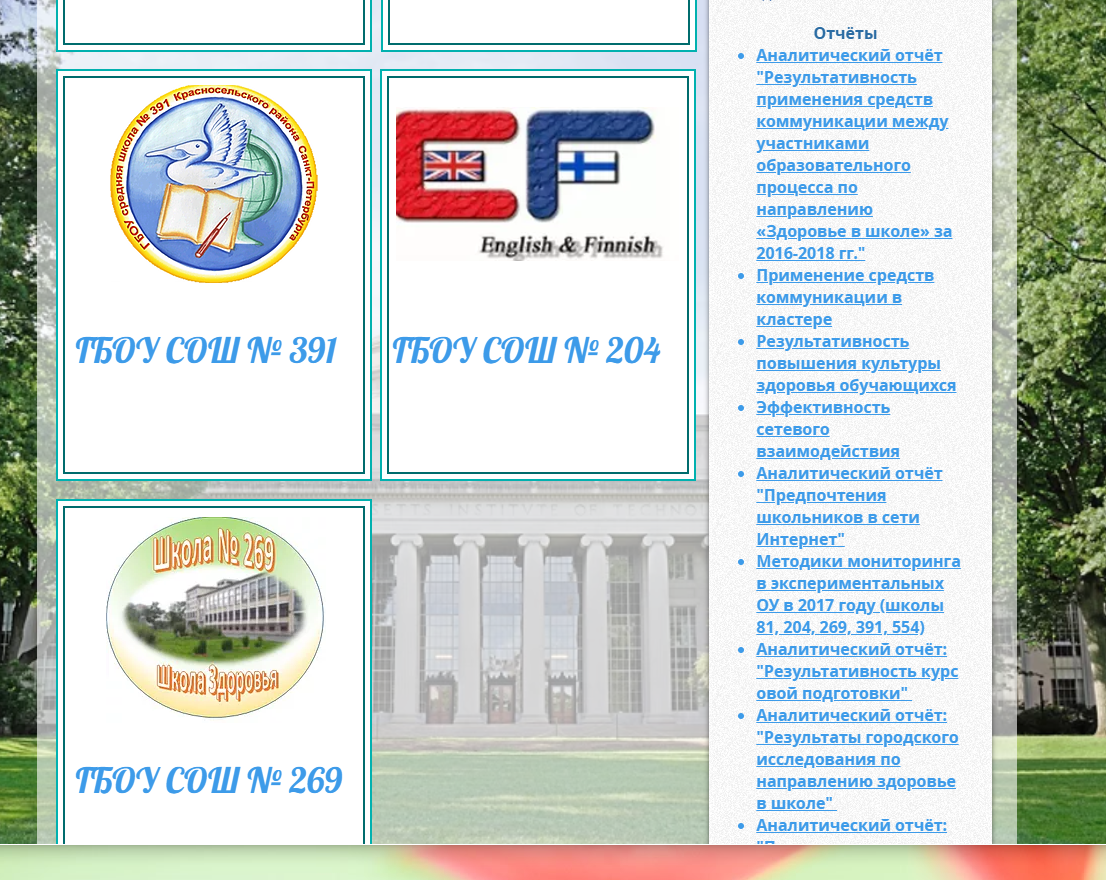 ГБОУ средняя школа № 391 Красносельского района Санкт-Петербурга
ГБОУ СОШ № 391
English & Finnish
ГБОУ СОШ № 204
Школа № 269
Школа Здоровья
ГБОУ СОШ № 269
Отчёты
Аналитический отчёт
"Результативность
применения средств
коммуникации между
участниками
образовательного
процесса по
направлению
«Здоровье в школе» за
2016-2018 гг."
Применение средств
коммуникации в
кластере
Результативность
повышения культуры
здоровья обучающихся
Эффективность
сетевого
взаимодействия
Аналитический отчёт
"Предпочтения
школьников в сети
Интернет"
Методики мониторинга
в экспериментальных
ОУ в 2017 году (школы
81, 204, 269, 391, 554)
Аналитический отчёт:
"Результативность курс
овой подготовки"
Аналитический отчёт:
"Результаты городского
исследования по
направлению здоровье
в школе"
Аналитический отчёт: